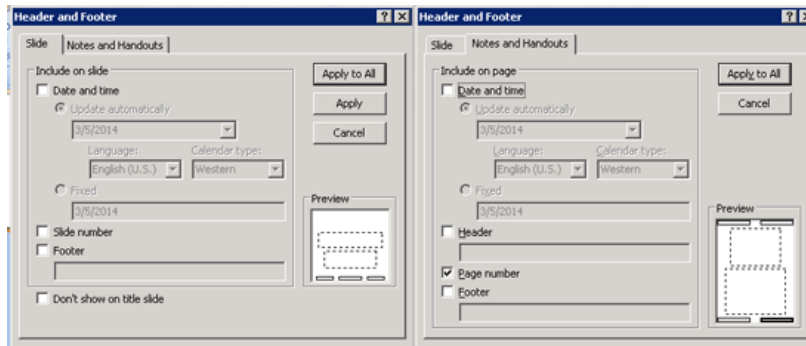 Header and Footer
Slide
Notes and Handouts
Include on slide
Date and time
Update automatically
3/5/2014
Language:
Calendar type:
English (U.S.)
Western
Fixed
3/5/2014
Slide number
Footer
Don't show on title slide
Apply to All
Apply
Cancel
Preview
Header and Footer
Slide
Notes and Handouts
Include on page
Date and time
Update automatically
3/5/2014
Language:
Calendar type:
English (U.S.)
Western
Fixed
3/5/2014
Header
Page number
Footer
Apply to All
Cancel
Preview